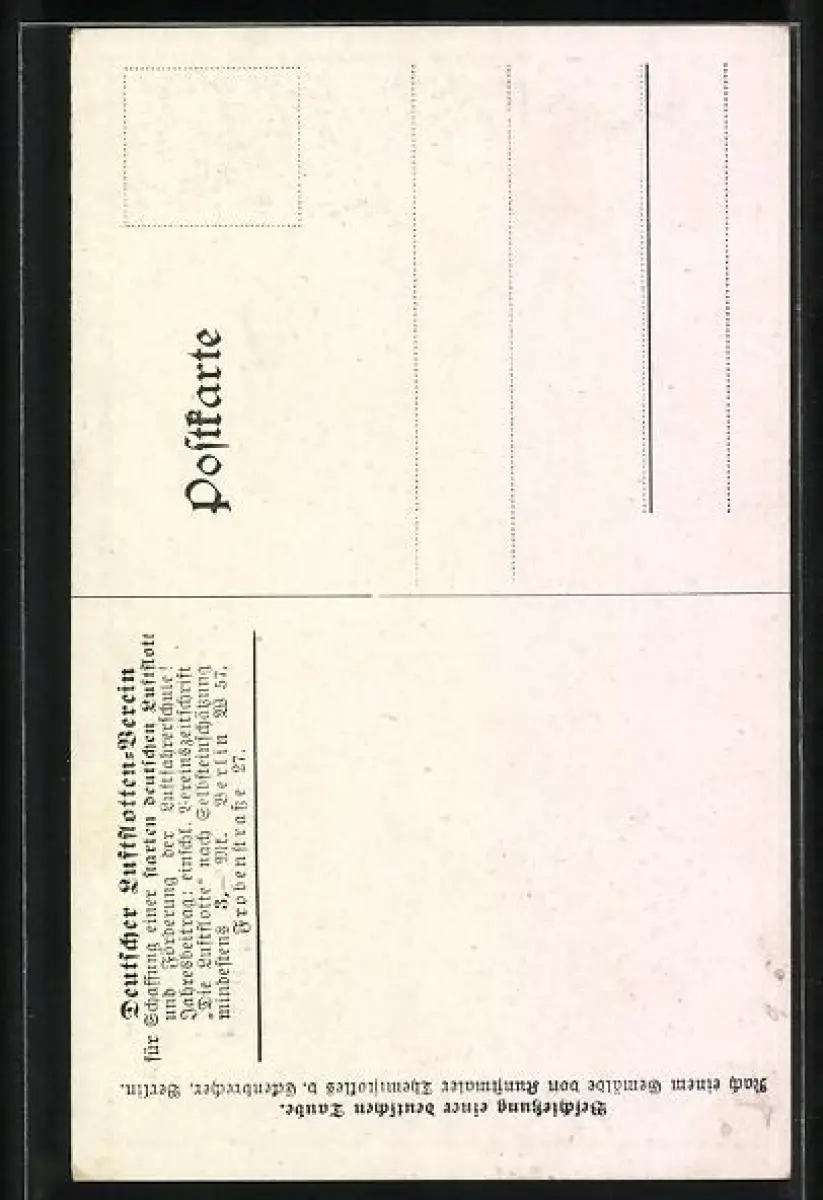 Postkarte
Deutscher Luftflotten-Verein
für Schaffung einer starken deutschen Luftflott
und Förderung der Luftfahrerschule!
Jahresbeitrag: einschl. Vereinszeitschrift
„Die Luftflotte“ nach Selbsteinschätzung
mindestens 3,— Mk. Berlin W 57,
Frobenstraße 27.
Beschießung einer deutschen Taube.
Nach einem Gemälde von Kunstmaler Themistokles v. Eckenbrecher, Berlin.